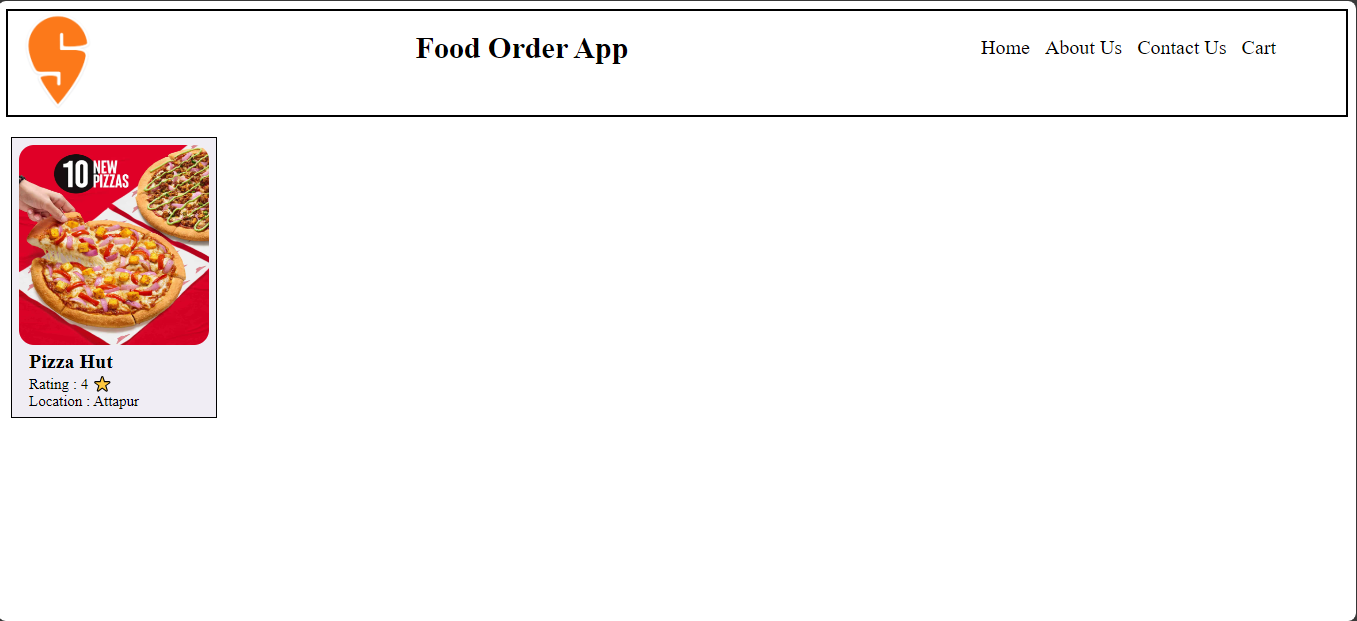 Food Order App
Home About Us Contact Us Cart
10 NEW
PIZZAS
Pizza Hut
Rating : 4 ⭐
Location : Attapur